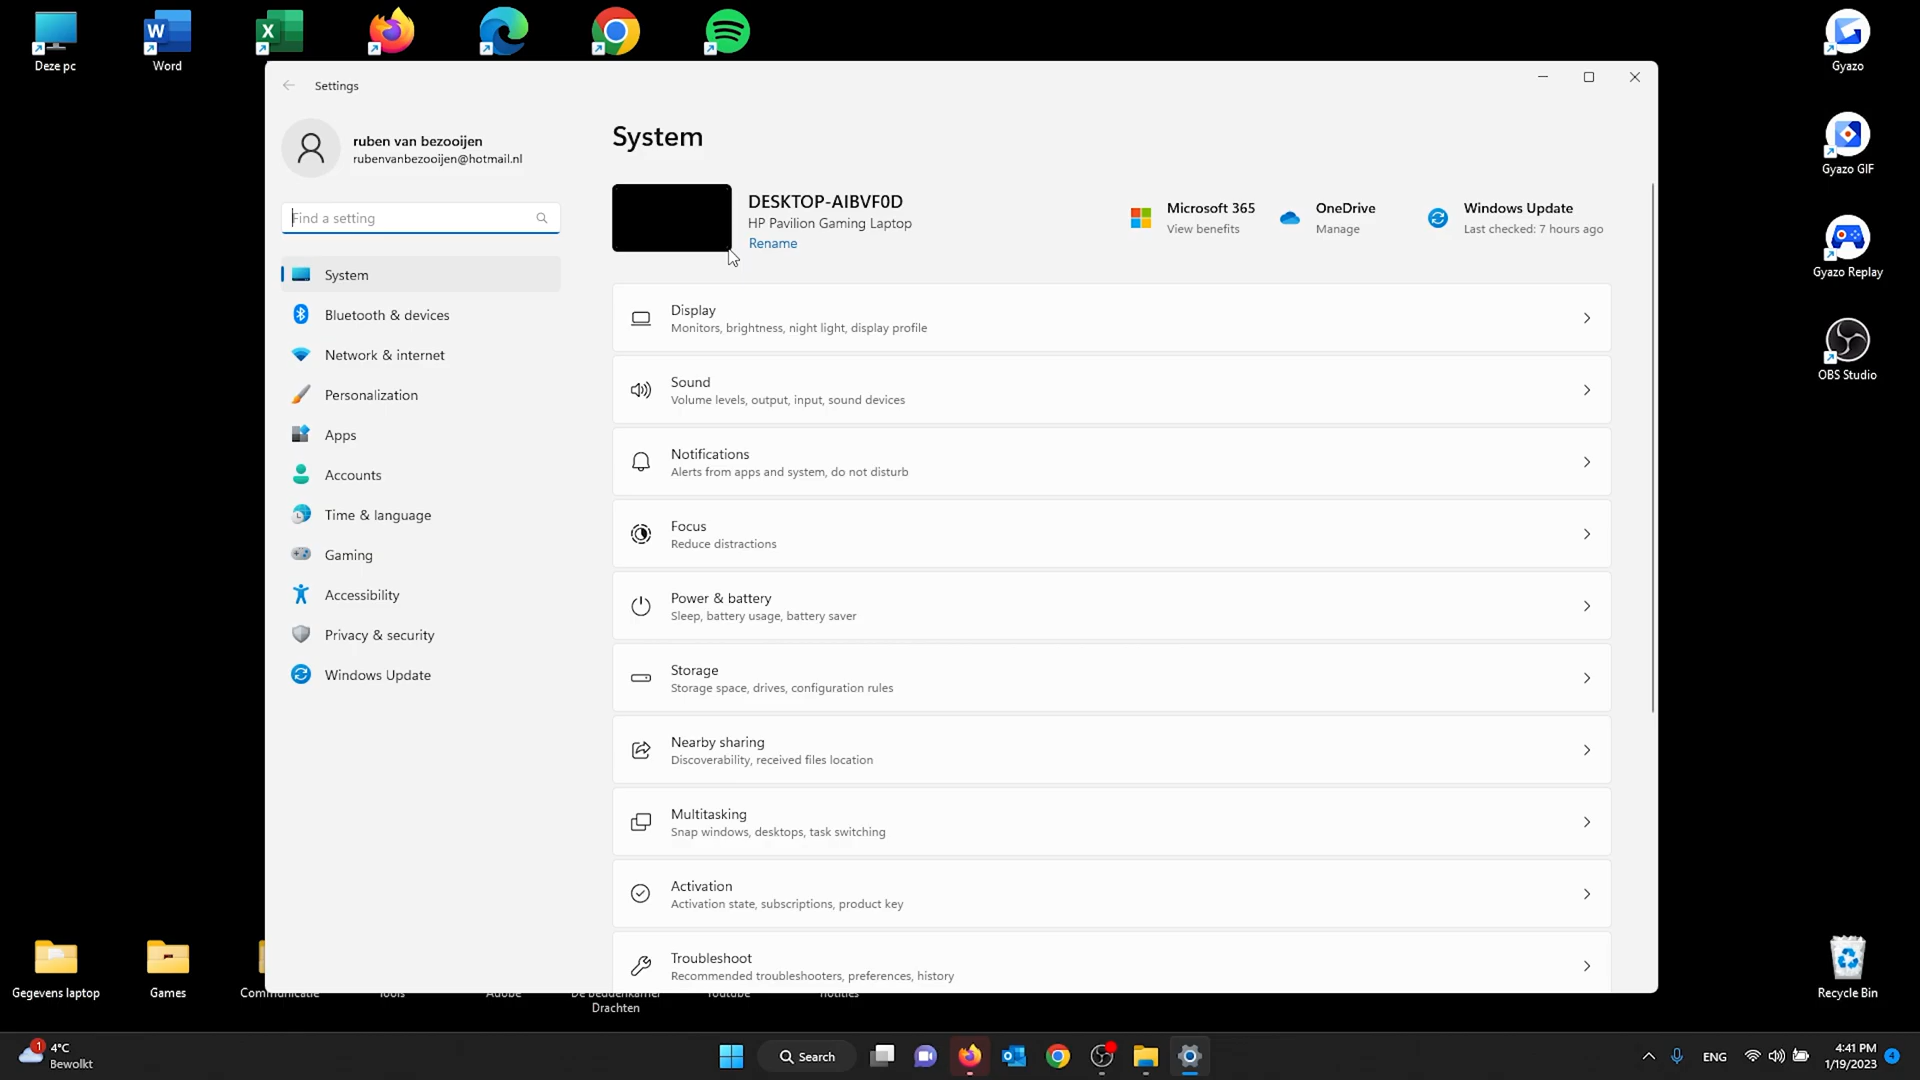 Deze pc
Word
Gyazo
Gyazo GIF
Gyazo Replay
OBS Studio
Settings
ruben van bezooijen
rubenvanbezooijen@hotmail.nl
Find a setting
System
Bluetooth & devices
Network & internet
Personalization
Apps
Accounts
Time & language
Gaming
Accessibility
Privacy & security
Windows Update
System
DESKTOP-AIBVF0D
HP Pavilion Gaming Laptop
Rename
Microsoft 365
View benefits
OneDrive
Manage
Windows Update
Last checked: 7 hours ago
Display
Monitors, brightness, night light, display profile
Sound
Volume levels, output, input, sound devices
Notifications
Alerts from apps and system, do not disturb
Focus
Reduce distractions
Power & battery
Sleep, battery usage, battery saver
Storage
Storage space, drives, configuration rules
Nearby sharing
Discoverability, received files location
Multitasking
Snap windows, desktops, task switching
Activation
Activation state, subscriptions, product key
Troubleshoot
Recommended troubleshooters, preferences, history
Gegevens laptop
Games
Drachten
Recycle Bin
1
4°C
Bewolkt
Search
ENG
4:41 PM
1/19/2023
4